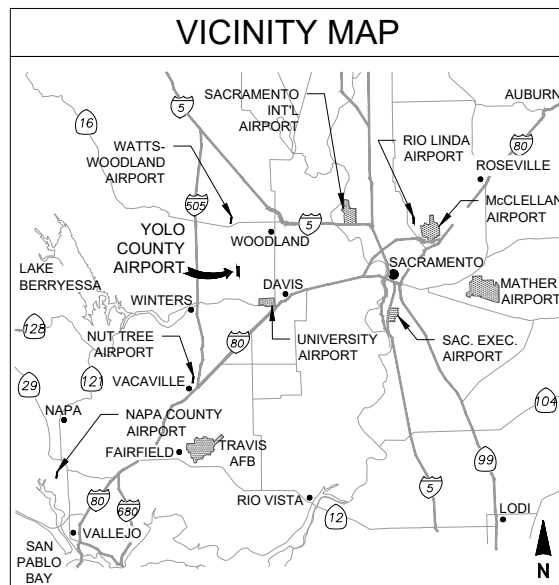 VICINITY MAP
5
16
SACRAMENTO
INT'L
AIRPORT
AUBURN
80
WATTS-
WOODLAND
AIRPORT
RIO LINDA
AIRPORT
ROSEVILLE
505
McCLELLAN
AIRPORT
YOLO
COUNTY
AIRPORT
WOODLAND
5
LAKE
BERRYESSA
SACRAMENTO
DAVIS
MATHER
AIRPORT
WINTERS
128
NUT TREE
AIRPORT
80
UNIVERSITY
AIRPORT
SAC. EXEC.
AIRPORT
29
121
VACAVILLE
104
NAPA
NAPA COUNTY
AIRPORT
FAIRFIELD
TRAVIS
AFB
99
80
680
RIO VISTA
12
5
LODI
VALLEJO
SAN
PABLO
BAY
N